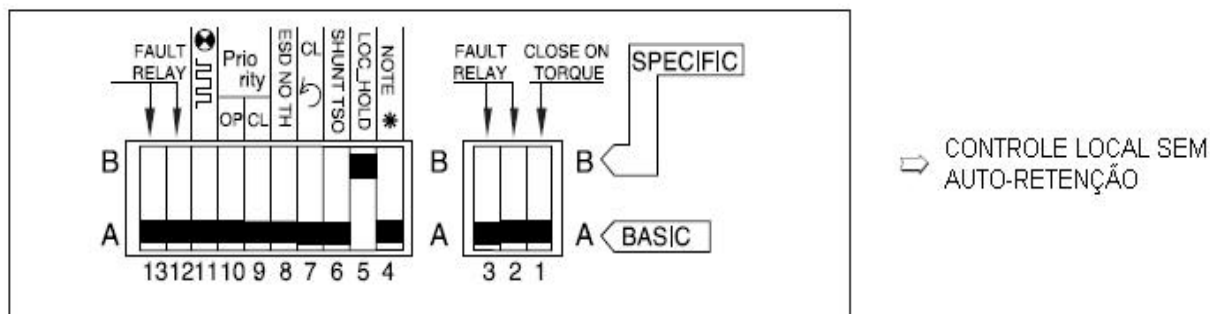 FAULT
RELAY
Prio
rity
OP CL
ESD NO TH
CL
SHUNT TSO
LOC_HOLD
NOTE *
FAULT
RELAY
CLOSE ON
TORQUE
SPECIFIC
B
B
B
A
A
A
BASIC
13 12 11 10 9 8 7 6 5 4
3 2 1
⇨ CONTROLE LOCAL SEM
AUTO-RETENÇÃO